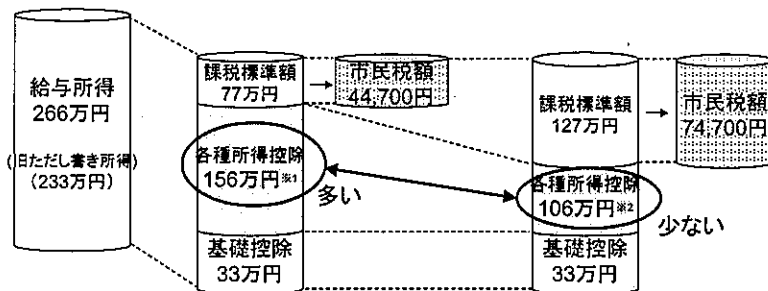 給与所得
266万円
(旧ただし書き所得)
(233万円)
課税標準額
77万円
→
市民税額
44,700円
各種所得控除
156万円※1
多い
基礎控除
33万円
課税標準額
127万円
→
市民税額
74,700円
各種所得控除
106万円※2
少ない
基礎控除
33万円